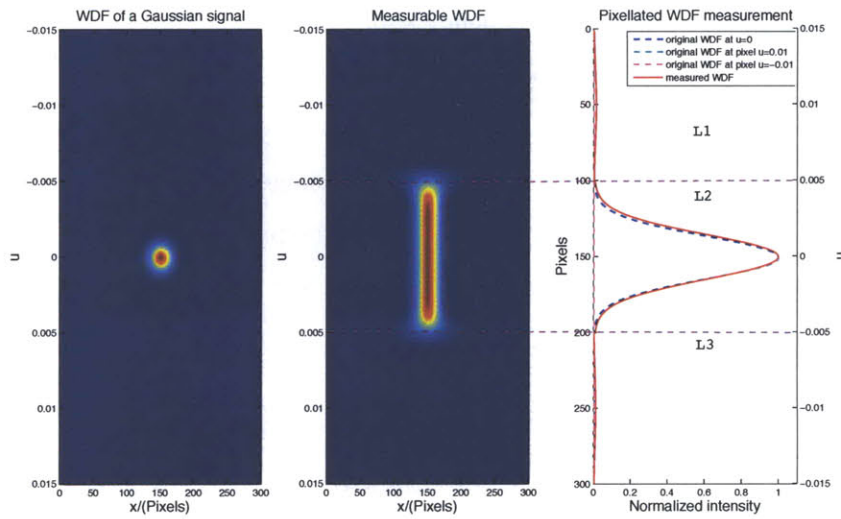 WDF of a Gaussian signal
-0.015
-0.01
-0.005
0
0.005
0.01
0.015
u
0 50 100 150 200 250 300
x/(Pixels)
Measurable WDF
-0.015
-0.01
-0.005
0
0.005
0.01
0.015
u
0 50 100 150 200 250 300
x/(Pixels)
Pixellated WDF measurement
original WDF at u=0
original WDF at pixel u=0.01
original WDF at pixel u=-0.01
measured WDF
L1
L2
L3
0
50
100
150
200
250
300
Pixels
0.015
0.01
0.005
0
-0.005
-0.01
-0.015
u
0 0.2 0.4 0.6 0.8 1
Normalized intensity